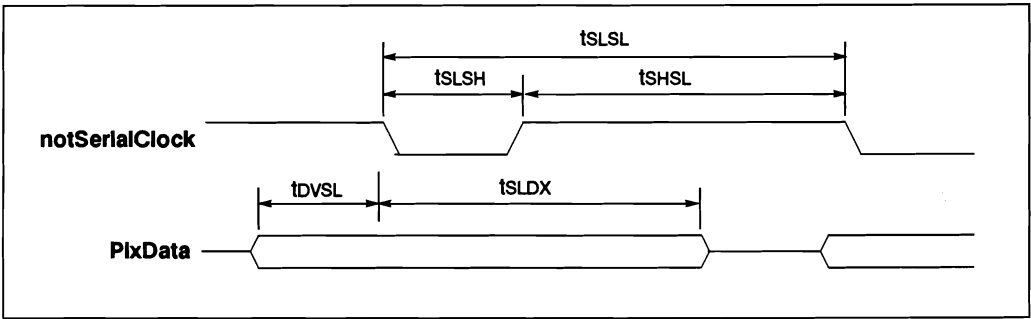 tSLSL
tSLSH tSHSL
notSerialClock
tDVSL tSLDX
PixData